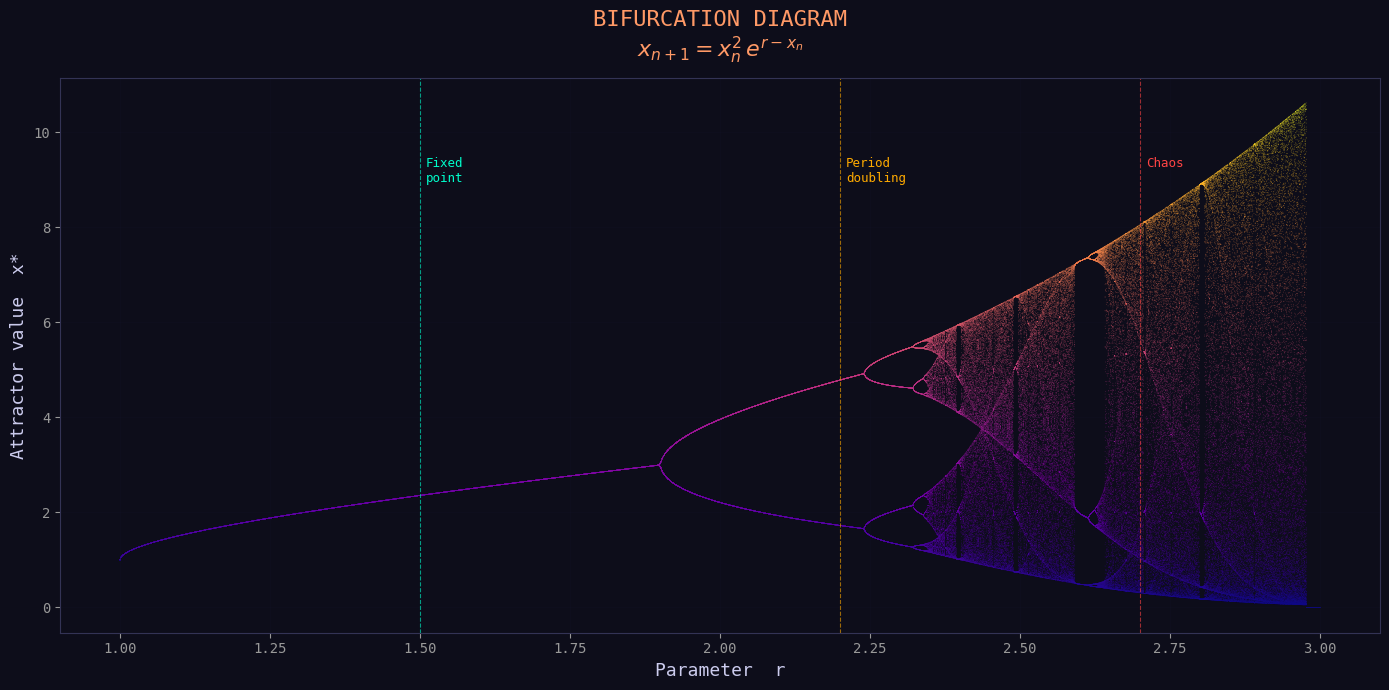 BIFURCATION DIAGRAM
x_{n+1} = x_n^2 e^{r-x_n}
Fixed
point
Period
doubling
Chaos
Attractor value x*
10
8
6
4
2
0
1.00 1.25 1.50 1.75 2.00 2.25 2.50 2.75 3.00
Parameter r